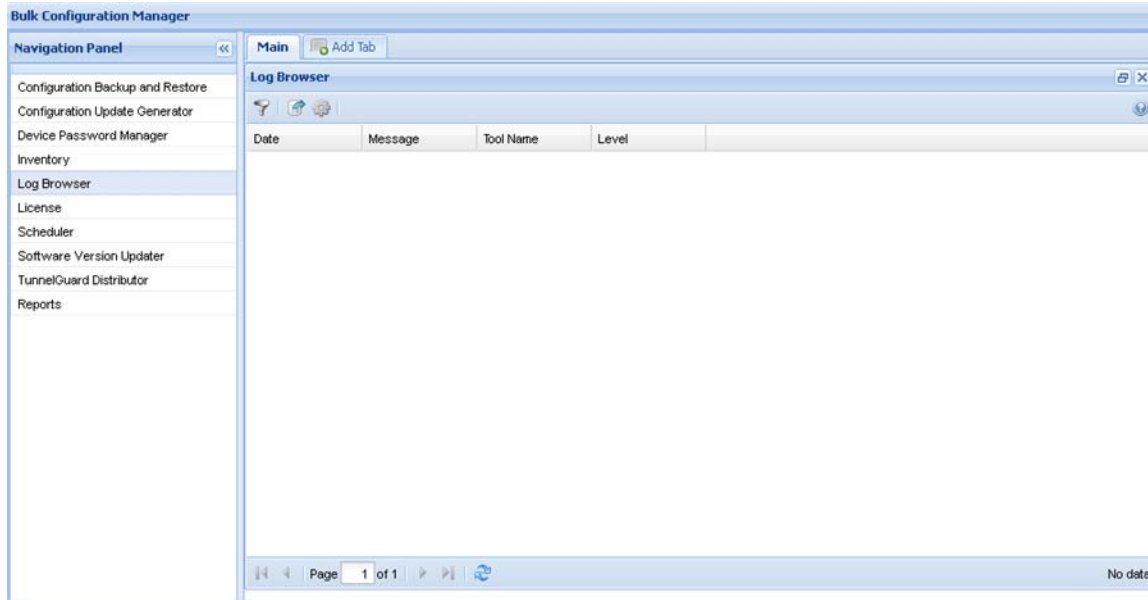 Bulk Configuration Manager
Navigation Panel
Configuration Backup and Restore
Configuration Update Generator
Device Password Manager
Inventory
Log Browser
License
Scheduler
Software Version Updater
TunnelGuard Distributor
Reports
Main Add Tab
Log Browser
Date Message Tool Name Level
Page 1 of 1 No data